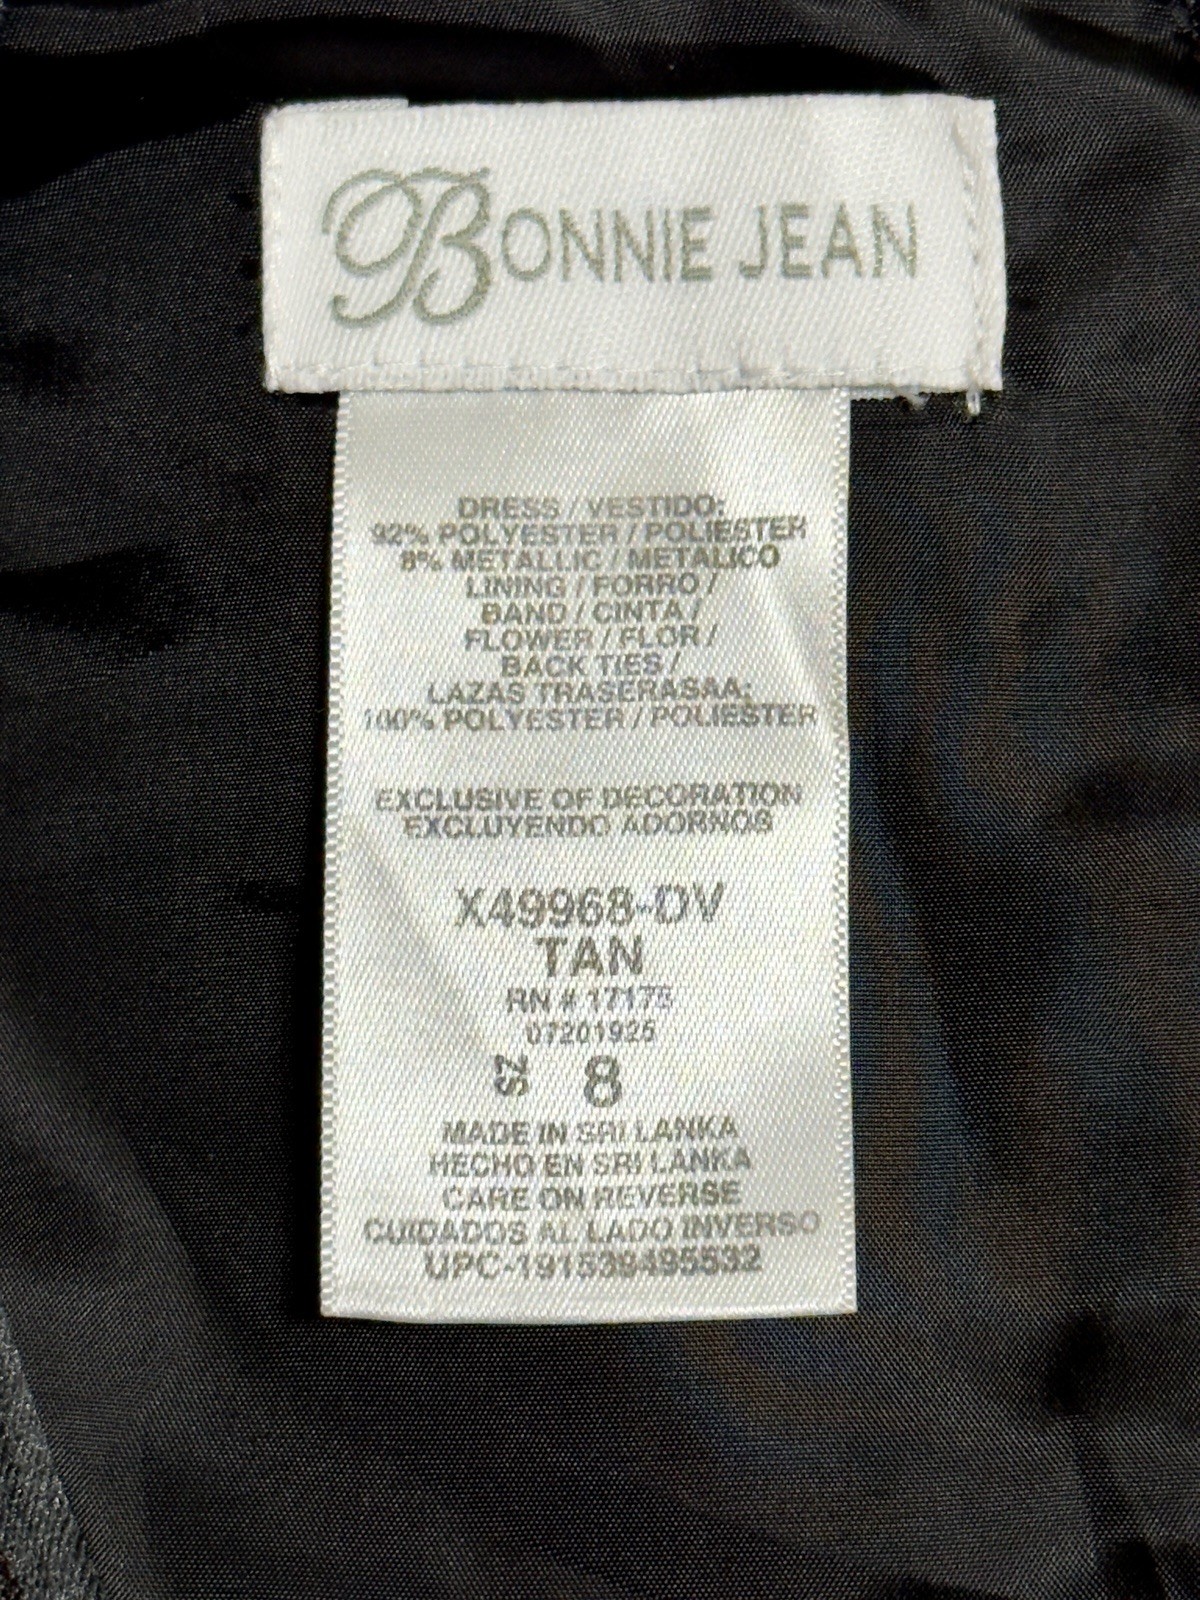 BONNIE JEAN
DRESS / VESTIDO:
92% POLYESTER / POLIESTER
8% METALLIC / METALICO
LINING / FORRO /
BAND / CINTA /
FLOWER / FLOR /
BACK TIES /
LAZAS TRASERASAA:
100% POLYESTER / POLIESTER
EXCLUSIVE OF DECORATION
EXCLUYENDO ADORNOS
X49968-DV
TAN
RN # 17175
07201925
ZS 8
MADE IN SRI LANKA
HECHO EN SRI LANKA
CARE ON REVERSE
CUIDADOS AL LADO INVERSO
UPC-191539495532